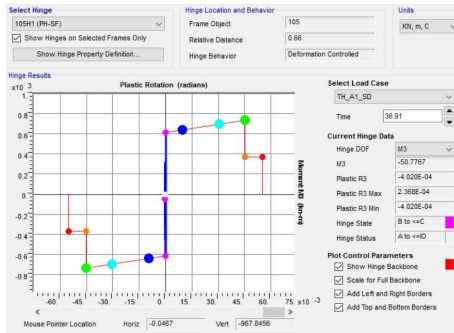 Select Hinge
105H1 (PH-SF)
Show Hinges on Selected Frames Only
Show Hinge Property Definition...
Hinge Location and Behavior
Frame Object 105
Relative Distance 0.66
Hinge Behavior Deformation Controlled
Units
KN, m, C
Hinge Results
x10 3
Plastic Rotation (radians)
1.
0.8
0.6
0.4
0.2
0.
-0.2
-0.4
-0.6
-0.8
Moment M3 (kn-m)
-60. -45. -30. -15. 0. 15. 30. 45. 60. 75. x10 -3
Mouse Pointer Location Horiz -0.0467 Vert -967.8456
Select Load Case
TH_A1_SD
Time 36.91
Current Hinge Data
Hinge DOF M3
M3 -50.7767
Plastic R3 -4.020E-04
Plastic R3 Max 2.368E-04
Plastic R3 Min -4.020E-04
Hinge State B to <=C
Hinge Status A to <=IO
Plot Control Parameters
Show Hinge Backbone
Scale for Full Backbone
Add Left and Right Borders
Add Top and Bottom Borders